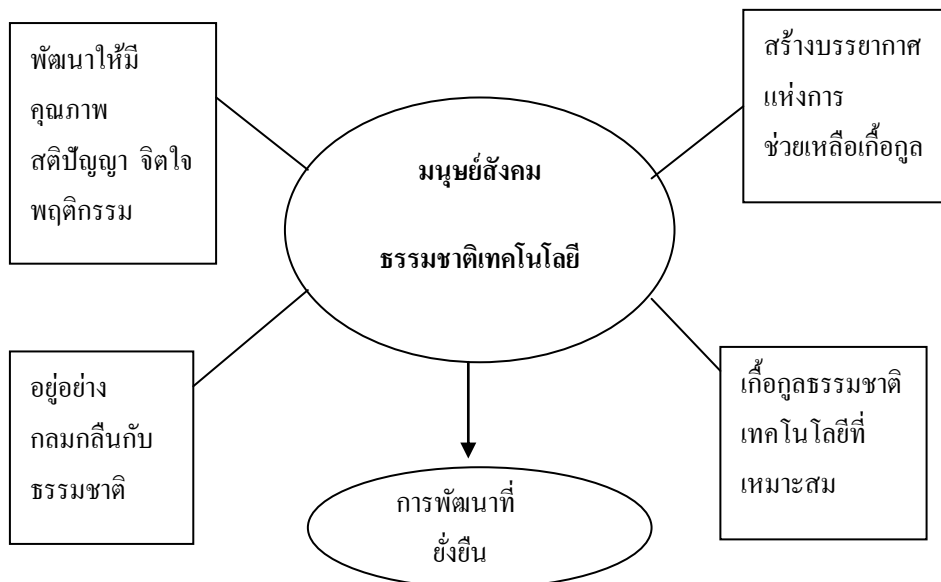 พัฒนาให้มี
คุณภาพ
สติปัญญา จิตใจ
พฤติกรรม
สร้างบรรยากาศ
แห่งการ
ช่วยเหลือเกื้อกูล
มนุษย์สังคม
ธรรมชาติเทคโนโลยี
อยู่อย่าง
กลมกลืนกับ
ธรรมชาติ
เกื้อกูลธรรมชาติ
เทคโนโลยีที่
เหมาะสม
การพัฒนาที่
ยั่งยืน